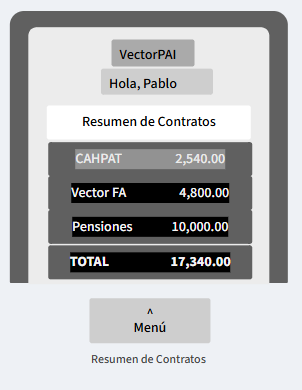 VectorPAI
Hola, Pablo
Resumen de Contratos
CAHPAT 2,540.00
Vector FA 4,800.00
Pensiones 10,000.00
TOTAL 17,340.00
^
Menú
Resumen de Contratos